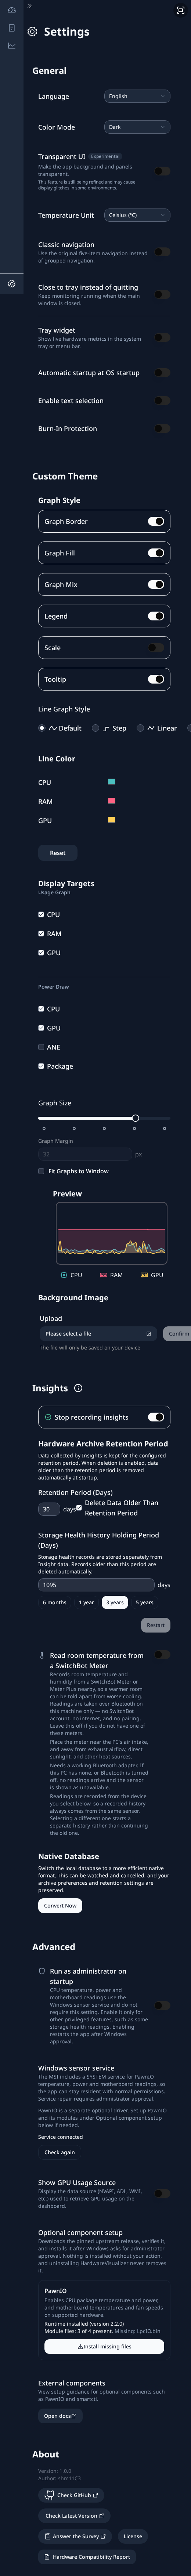 Settings
General
Language
English
Color Mode
Dark
Transparent UI
Experimental
Make the app background and panels
transparent.
This feature is still being refined and may cause
display glitches in some environments.
Temperature Unit
Celsius (°C)
Classic navigation
Use the original five-item navigation instead
of grouped navigation.
Close to tray instead of quitting
Keep monitoring running when the main
window is closed.
Tray widget
Show live hardware metrics in the system
tray or menu bar.
Automatic startup at OS startup
Enable text selection
Burn-In Protection
Custom Theme
Graph Style
Graph Border
Graph Fill
Graph Mix
Legend
Scale
Tooltip
Line Graph Style
Default
Step
Linear
Line Color
CPU
RAM
GPU
Reset
Display Targets
Usage Graph
CPU
RAM
GPU
Power Draw
CPU
GPU
ANE
Package
Graph Size
Graph Margin
32
px
Fit Graphs to Window
Preview
CPU
RAM
GPU
Background Image
Upload
Please select a file
Confirm
The file will only be saved on your device
Insights
Stop recording insights
Hardware Archive Retention Period
Data collected by Insights is kept for the configured
retention period. When deletion is enabled, data
older than the retention period is removed
automatically at startup.
Retention Period (Days)
30
days
Delete Data Older Than
Retention Period
Storage Health History Holding Period
(Days)
Storage health records are stored separately from
Insight data. Records older than this period are
deleted automatically.
1095
days
6 months
1 year
3 years
5 years
Restart
Read room temperature from
a SwitchBot Meter
Records room temperature and
humidity from a SwitchBot Meter or
Meter Plus nearby, so a warmer room
can be told apart from worse cooling.
Readings are taken over Bluetooth on
this machine only — no SwitchBot
account, no internet, and no pairing.
Leave this off if you do not have one of
these meters.
Place the meter near the PC's air intake,
and away from exhaust airflow, direct
sunlight, and other heat sources.
Needs a working Bluetooth adapter. If
this PC has none, or Bluetooth is turned
off, no readings arrive and the sensor
is shown as unavailable.
Readings are recorded from the device
you select below, so a recorded history
always comes from the same sensor.
Selecting a different one starts a
separate history rather than continuing
the old one.
Native Database
Switch the local database to a more efficient native
format. This can be watched and cancelled, and your
archive preferences and retention settings are
preserved.
Convert Now
Advanced
Run as administrator on
startup
CPU temperature, power and
motherboard readings use the
Windows sensor service and do not
require this setting. Enable it only for
other privileged features, such as some
storage health readings. Enabling
restarts the app after Windows
approval.
Windows sensor service
The MSI includes a SYSTEM service for PawnIO
temperature, power and motherboard readings, so
the app can stay resident with normal permissions.
Service repair requires administrator approval.
PawnIO is a separate optional driver. Set up PawnIO
and its modules under Optional component setup
below if needed.
Service connected
Check again
Show GPU Usage Source
Display the data source (NVAPI, ADL, WMI,
etc.) used to retrieve GPU usage on the
dashboard.
Optional component setup
Downloads the pinned upstream release, verifies it,
and installs it after Windows asks for administrator
approval. Nothing is installed without your action,
and uninstalling HardwareVisualizer never removes
it.
PawnIO
Enables CPU package temperature and power,
and motherboard temperature and fan speeds
on supported hardware.
Runtime installed (version 2.2.0)
Module files: 3 of 4 present. Missing: LpcIO.bin
Install missing files
External components
View setup guidance for optional components such
as PawnIO and smartctl.
Open docs
About
Version: 1.0.0
Author: shm11C3
Check GitHub
Check Latest Version
Answer the Survey
License
Hardware Compatibility Report